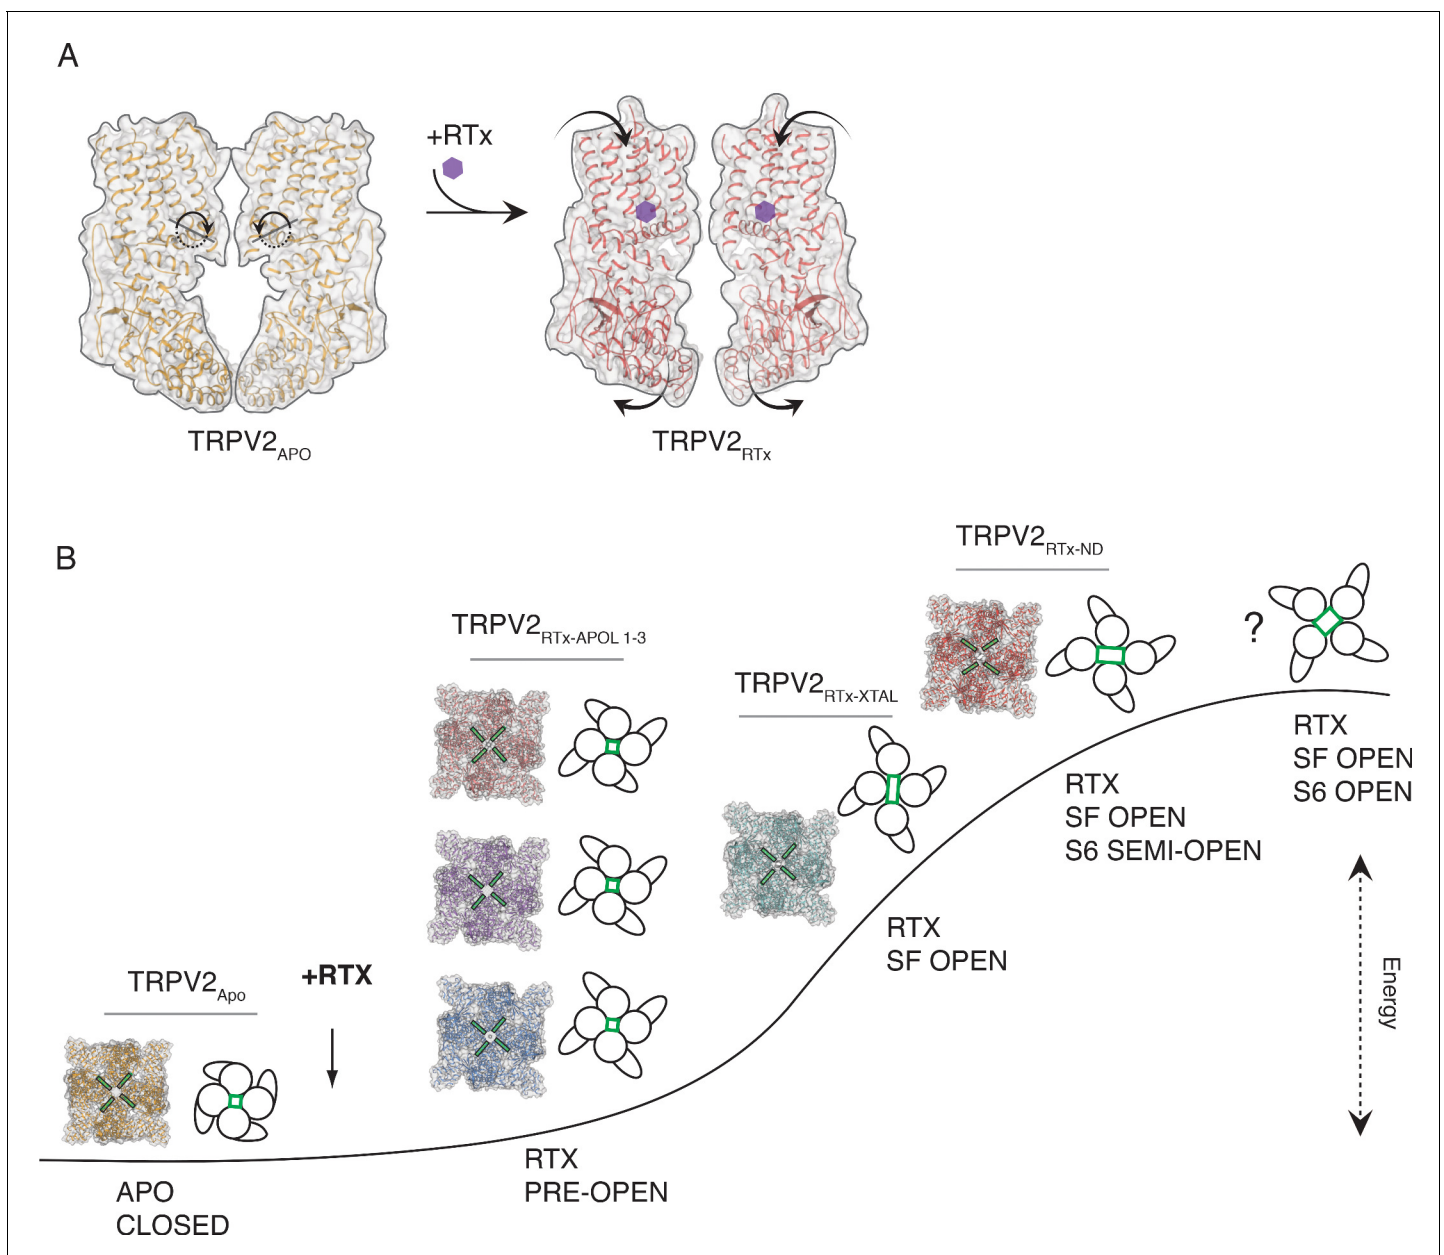 A
+RTx
TRPV2APO
TRPV2RTx
B
TRPV2RTx-ND
?
TRPV2RTx-APOL 1-3
TRPV2RTx-XTAL
RTX
SF OPEN
S6 OPEN
RTX
SF OPEN
S6 SEMI-OPEN
RTX
SF OPEN
TRPV2Apo
+RTX
Energy
RTX
PRE-OPEN
APO
CLOSED